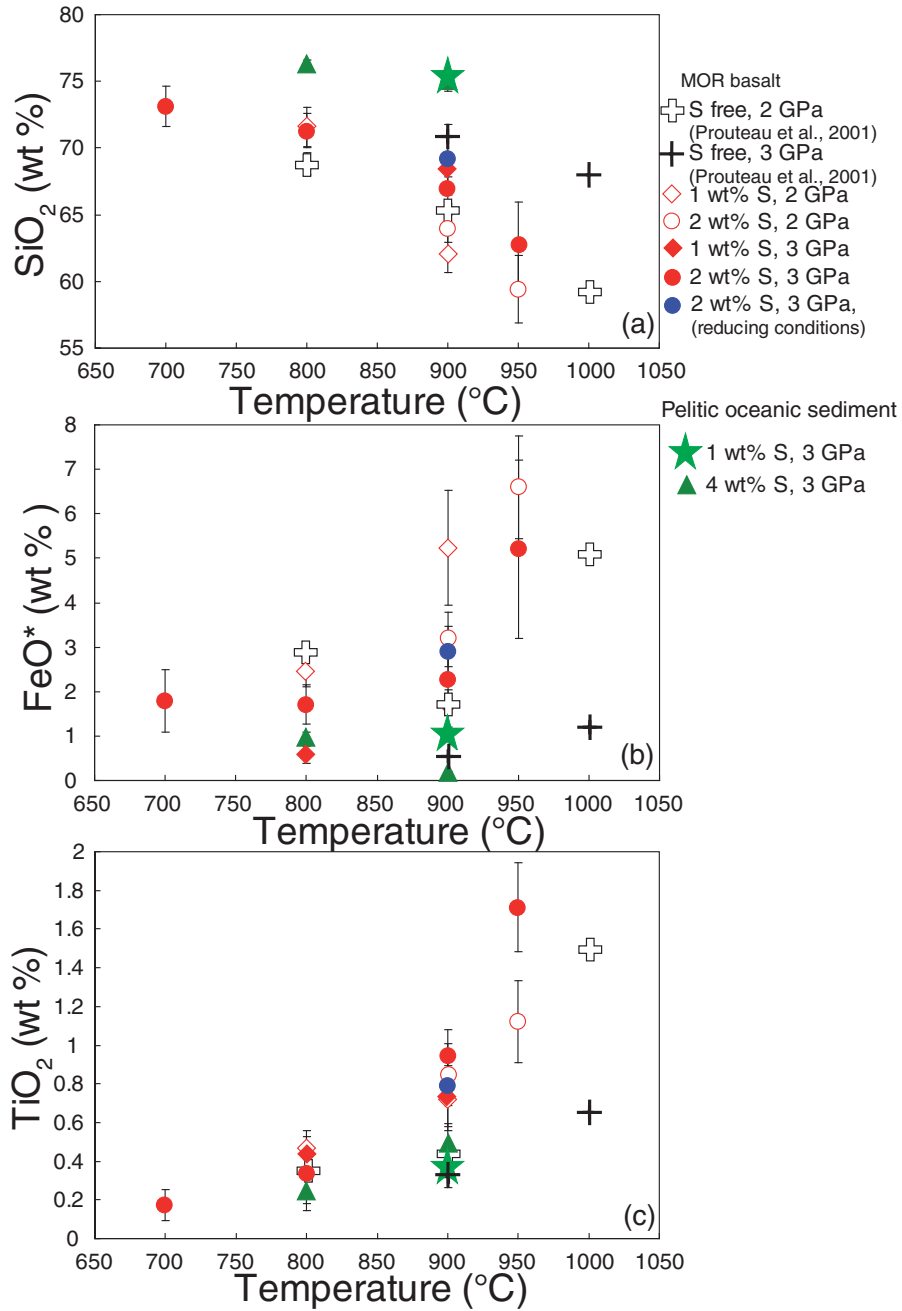 80
75
70
65
60
55
SiO2 (wt %)
650 700 750 800 850 900 950 1000 1050
Temperature (°C)
(a)
MOR basalt
S free, 2 GPa
(Prouteau et al., 2001)
S free, 3 GPa
(Prouteau et al., 2001)
1 wt% S, 2 GPa
2 wt% S, 2 GPa
1 wt% S, 3 GPa
2 wt% S, 3 GPa
2 wt% S, 3 GPa,
(reducing conditions)
Pelitic oceanic sediment
1 wt% S, 3 GPa
4 wt% S, 3 GPa
8
7
6
5
4
3
2
1
0
FeO* (wt %)
(b)
650 700 750 800 850 900 950 1000 1050
Temperature (°C)
2
1.8
1.6
1.4
1.2
1
0.8
0.6
0.4
0.2
0
TiO2 (wt %)
(c)
650 700 750 800 850 900 950 1000 1050
Temperature (°C)